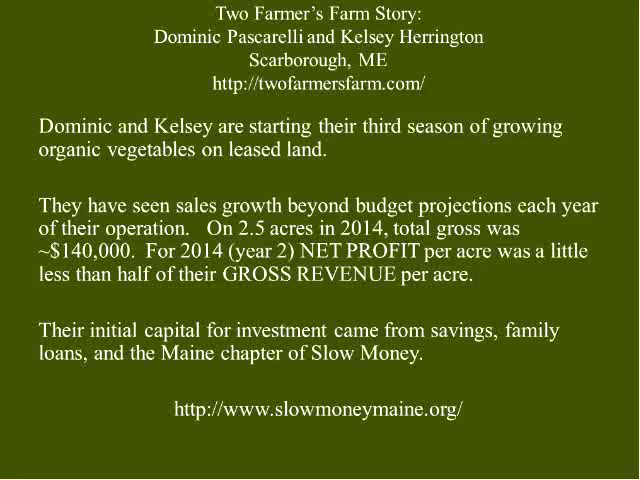 Two Farmer’s Farm Story:
Dominic Pascarelli and Kelsey Herrington
Scarborough, ME
http://twofarmersfarm.com/
Dominic and Kelsey are starting their third season of growing
organic vegetables on leased land.
They have seen sales growth beyond budget projections each year
of their operation.   On 2.5 acres in 2014, total gross was
~$140,000.  For 2014 (year 2) NET PROFIT per acre was a little
less than half of their GROSS REVENUE per acre.
Their initial capital for investment came from savings, family
loans, and the Maine chapter of Slow Money.
http://www.slowmoneymaine.org/